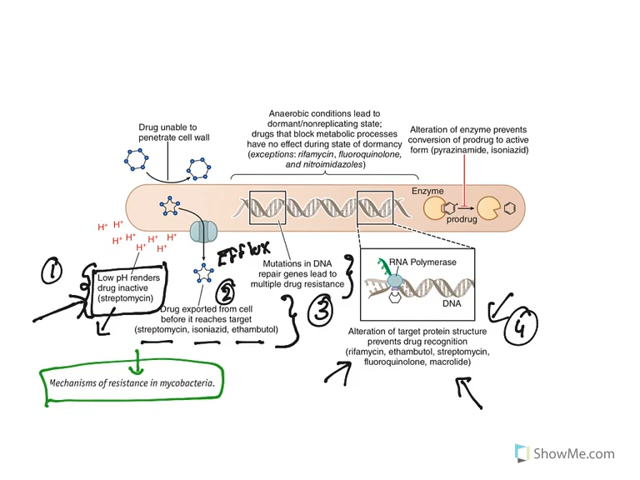 Anaerobic conditions lead to
dormant/nonreplicating state;
drugs that block metabolic processes
have no effect during state of dormancy
(exceptions: rifamycin, fluoroquinolone,
and nitroimidazoles)
Drug unable to
penetrate cell wall
Alteration of enzyme prevents
conversion of prodrug to active
form (pyrazinamide, isoniazid)
Enzyme
prodrug
H+ H+
H+ H+ H+ H+
H+ H+
Efflux
1
Low pH renders
drug inactive
(streptomycin)
2
Drug exported from cell
before it reaches target
(streptomycin, isoniazid, ethambutol)
Mutations in DNA
repair genes lead to
multiple drug resistance
3
RNA Polymerase
DNA
4
Alteration of target protein structure
prevents drug recognition
(rifamycin, ethambutol, streptomycin,
fluoroquinolone, macrolide)
Mechanisms of resistance in mycobacteria.
ShowMe.com